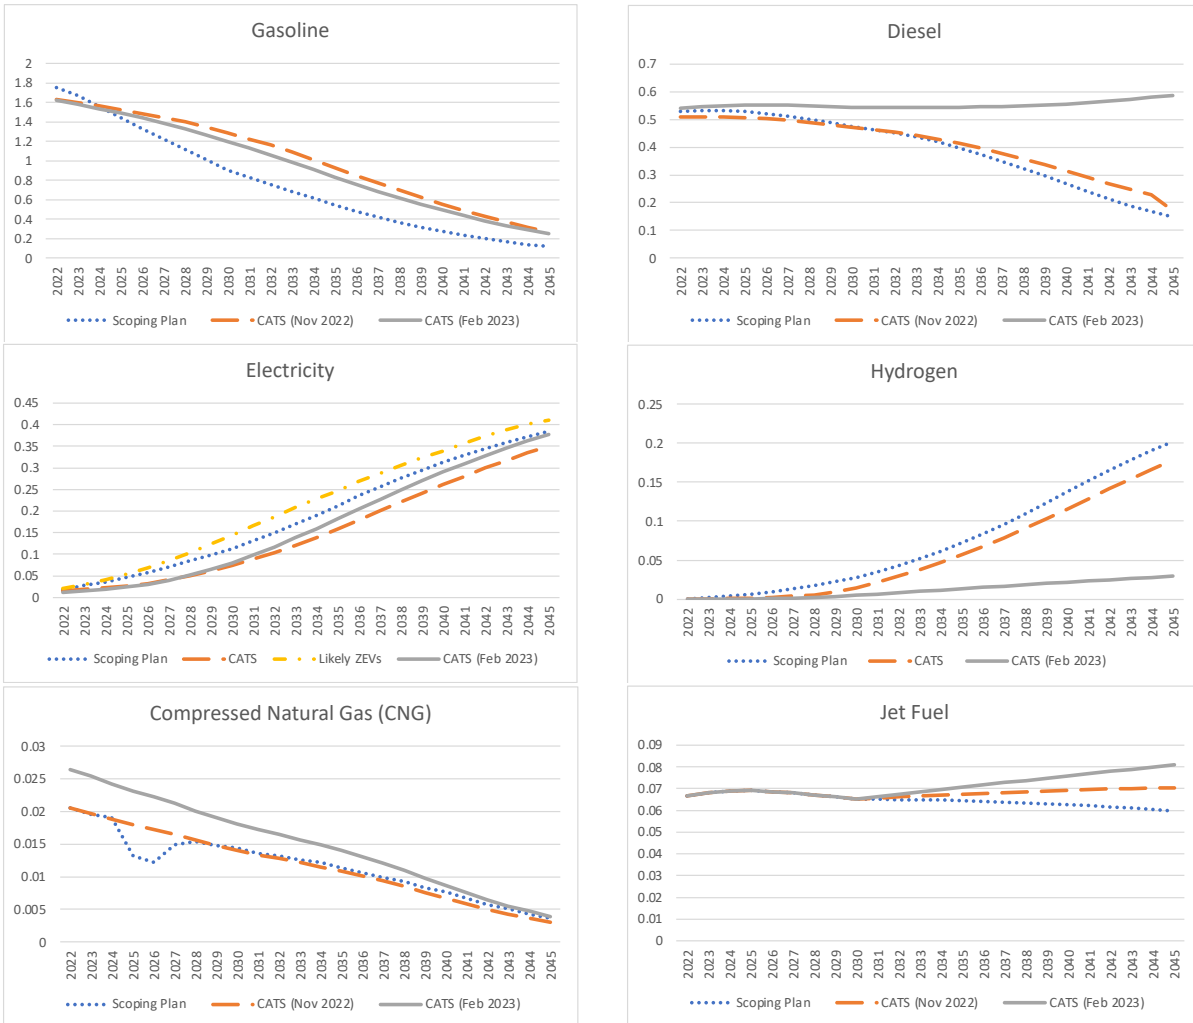 Gasoline
2
1.8
1.6
1.4
1.2
1
0.8
0.6
0.4
0.2
0
2022 2023 2024 2025 2026 2027 2028 2029 2030 2031 2032 2033 2034 2035 2036 2037 2038 2039 2040 2041 2042 2043 2044 2045
Scoping Plan CATS (Nov 2022) CATS (Feb 2023)
Diesel
0.7
0.6
0.5
0.4
0.3
0.2
0.1
0
2022 2023 2024 2025 2026 2027 2028 2029 2030 2031 2032 2033 2034 2035 2036 2037 2038 2039 2040 2041 2042 2043 2044 2045
Scoping Plan CATS (Nov 2022) CATS (Feb 2023)
Electricity
0.45
0.4
0.35
0.3
0.25
0.2
0.15
0.1
0.05
0
2022 2023 2024 2025 2026 2027 2028 2029 2030 2031 2032 2033 2034 2035 2036 2037 2038 2039 2040 2041 2042 2043 2044 2045
Scoping Plan CATS Likely ZEVs CATS (Feb 2023)
Hydrogen
0.25
0.2
0.15
0.1
0.05
0
2022 2023 2024 2025 2026 2027 2028 2029 2030 2031 2032 2033 2034 2035 2036 2037 2038 2039 2040 2041 2042 2043 2044 2045
Scoping Plan CATS CATS (Feb 2023)
Compressed Natural Gas (CNG)
0.03
0.025
0.02
0.015
0.01
0.005
0
2022 2023 2024 2025 2026 2027 2028 2029 2030 2031 2032 2033 2034 2035 2036 2037 2038 2039 2040 2041 2042 2043 2044 2045
Scoping Plan CATS (Nov 2022) CATS (Feb 2023)
Jet Fuel
0.09
0.08
0.07
0.06
0.05
0.04
0.03
0.02
0.01
0
2022 2023 2024 2025 2026 2027 2028 2029 2030 2031 2032 2033 2034 2035 2036 2037 2038 2039 2040 2041 2042 2043 2044 2045
Scoping Plan CATS (Nov 2022) CATS (Feb 2023)